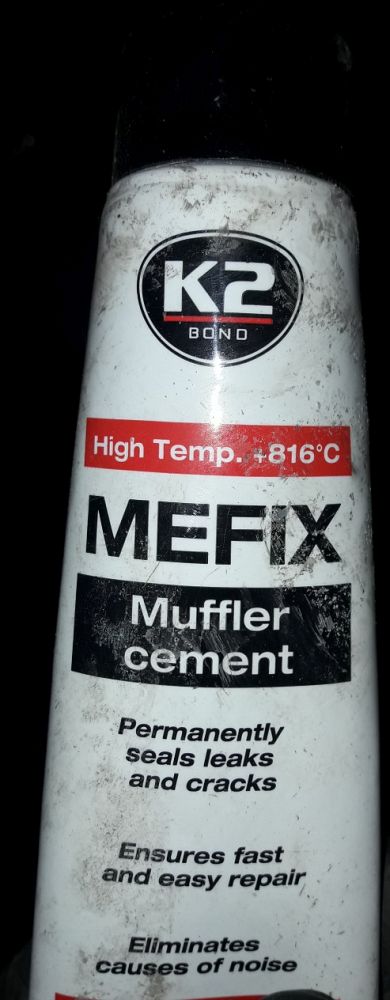 K2
BOND
High Temp. +816°C
MEFIX
Muffler
cement
Permanently
seals leaks
and cracks
Ensures fast
and easy repair
Eliminates
causes of noise